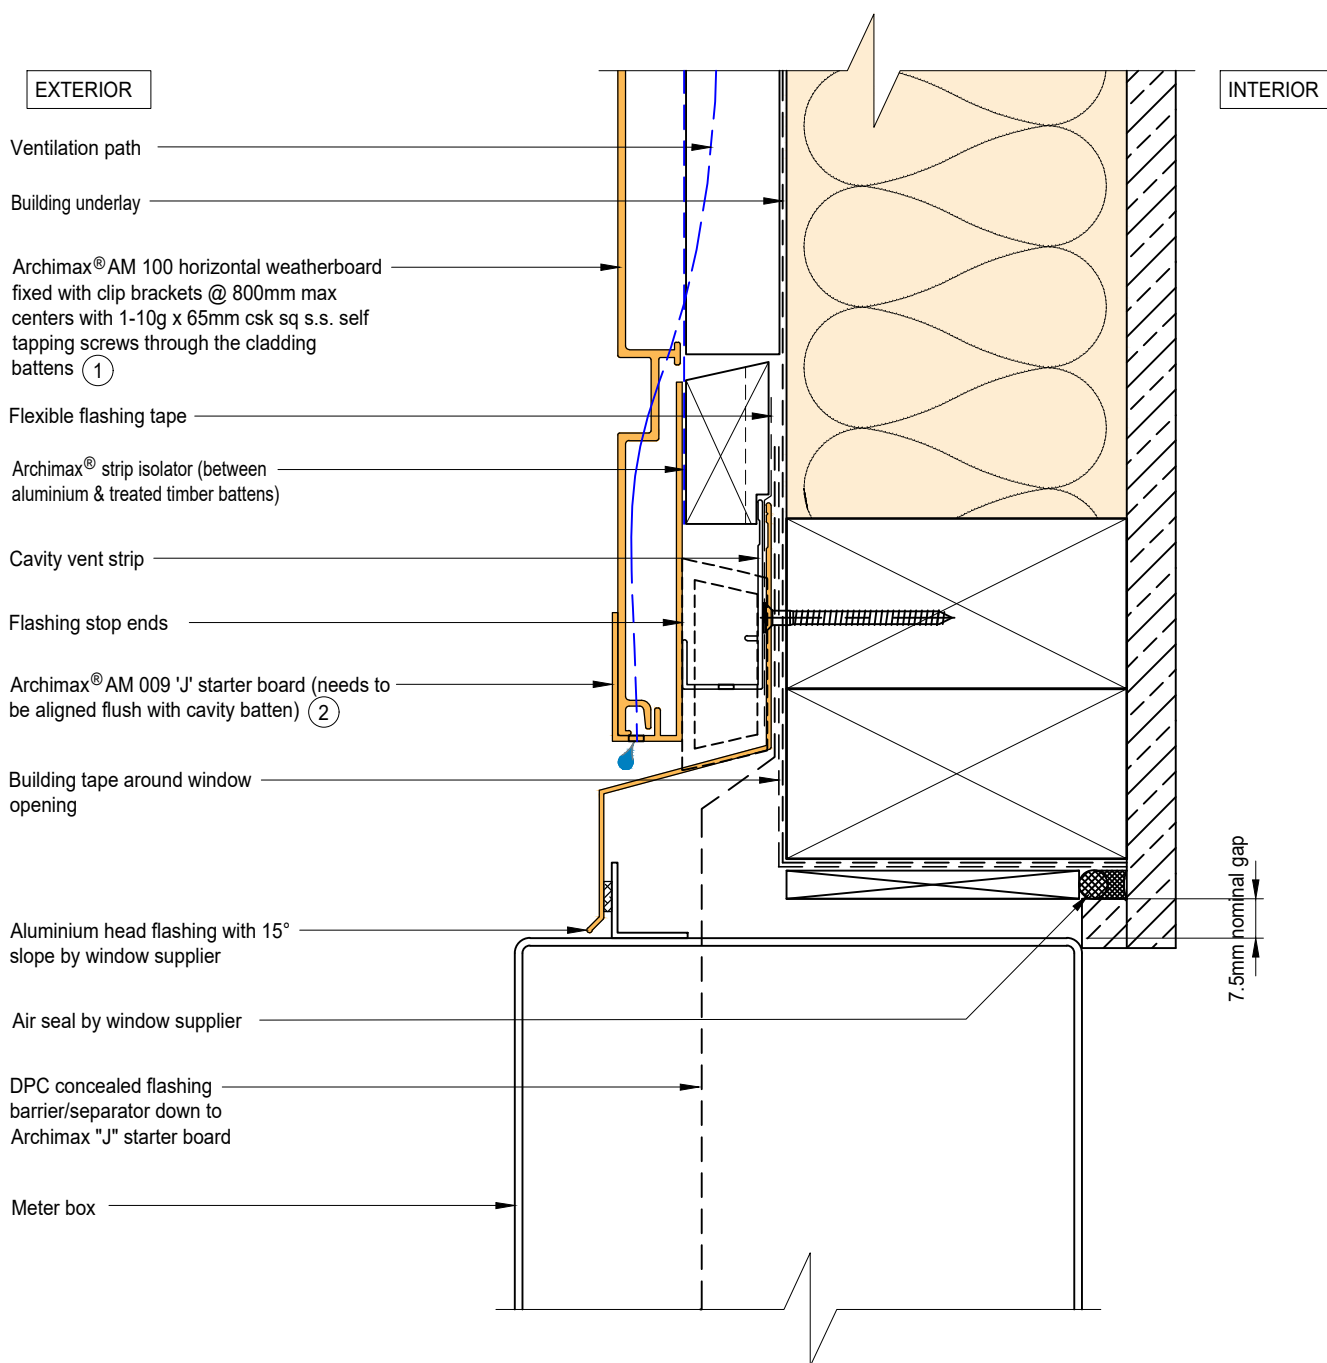 EXTERIOR
INTERIOR
Ventilation path
Building underlay
Archimax® AM 100 horizontal weatherboard
fixed with clip brackets @ 800mm max
centers with 1-10g x 65mm csk sq s.s. self
tapping screws through the cladding
battens 1
Flexible flashing tape
Archimax® strip isolator (between
aluminium & treated timber battens)
Cavity vent strip
Flashing stop ends
Archimax® AM 009 'J' starter board (needs to
be aligned flush with cavity batten) 2
Building tape around window
opening
Aluminium head flashing with 15°
slope by window supplier
Air seal by window supplier
DPC concealed flashing
barrier/separator down to
Archimax "J" starter board
Meter box
7.5mm nominal gap